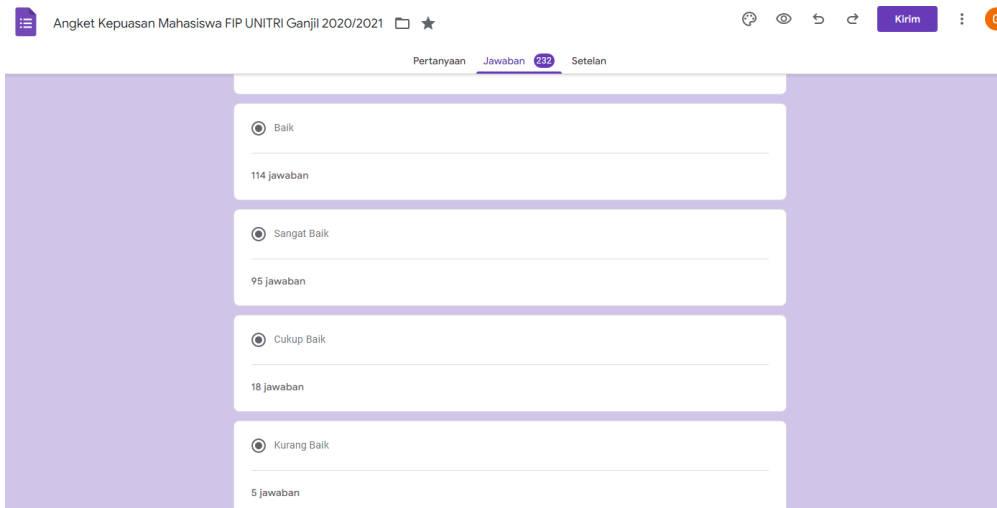 Angket Kepuasan Mahasiswa FIP UNITRI Ganjil 2020/2021
Kirim
Pertanyaan Jawaban 232 Setelan
Baik
114 jawaban
Sangat Baik
95 jawaban
Cukup Baik
18 jawaban
Kurang Baik
5 jawaban